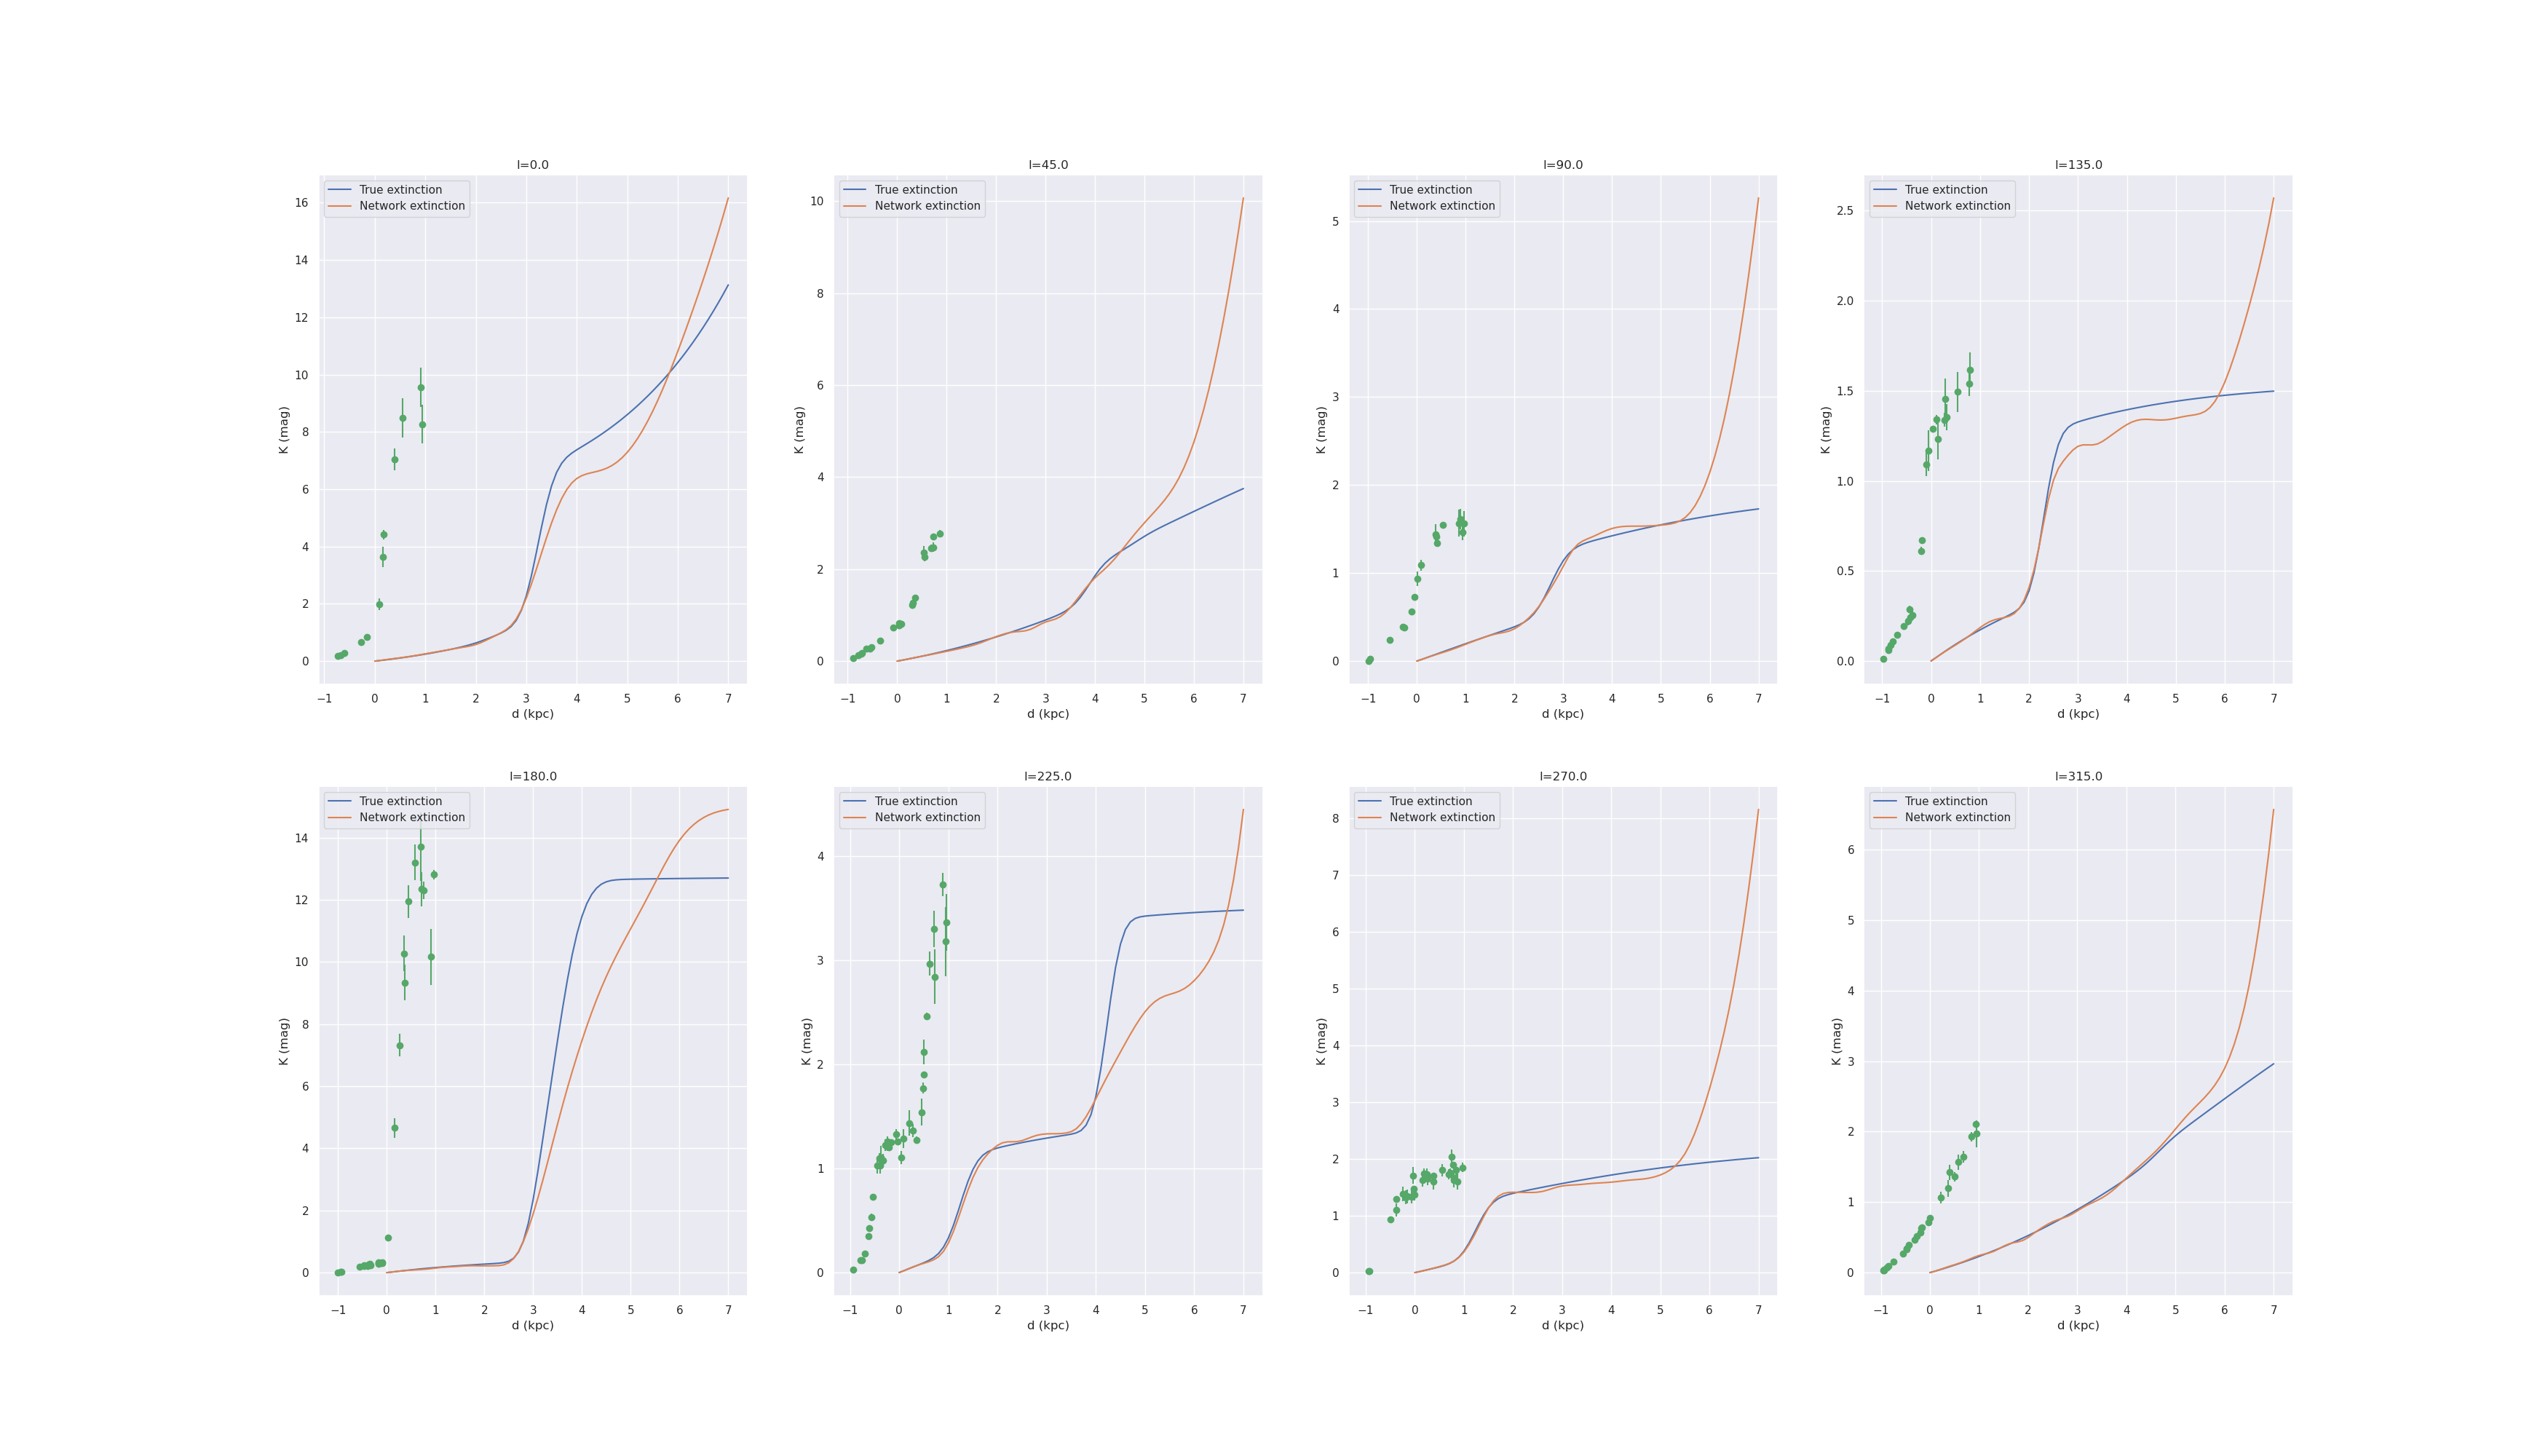 l=0.0
True extinction
Network extinction
16
14
12
10
8
6
4
2
0
K (mag)
−1 0 1 2 3 4 5 6 7
d (kpc)
l=45.0
True extinction
Network extinction
10
8
6
4
2
0
K (mag)
−1 0 1 2 3 4 5 6 7
d (kpc)
l=90.0
True extinction
Network extinction
5
4
3
2
1
0
K (mag)
−1 0 1 2 3 4 5 6 7
d (kpc)
l=135.0
True extinction
Network extinction
2.5
2.0
1.5
1.0
0.5
0.0
K (mag)
−1 0 1 2 3 4 5 6 7
d (kpc)
l=180.0
True extinction
Network extinction
14
12
10
8
6
4
2
0
K (mag)
−1 0 1 2 3 4 5 6 7
d (kpc)
l=225.0
True extinction
Network extinction
4
3
2
1
0
K (mag)
−1 0 1 2 3 4 5 6 7
d (kpc)
l=270.0
True extinction
Network extinction
8
7
6
5
4
3
2
1
0
K (mag)
−1 0 1 2 3 4 5 6 7
d (kpc)
l=315.0
True extinction
Network extinction
6
5
4
3
2
1
0
K (mag)
−1 0 1 2 3 4 5 6 7
d (kpc)